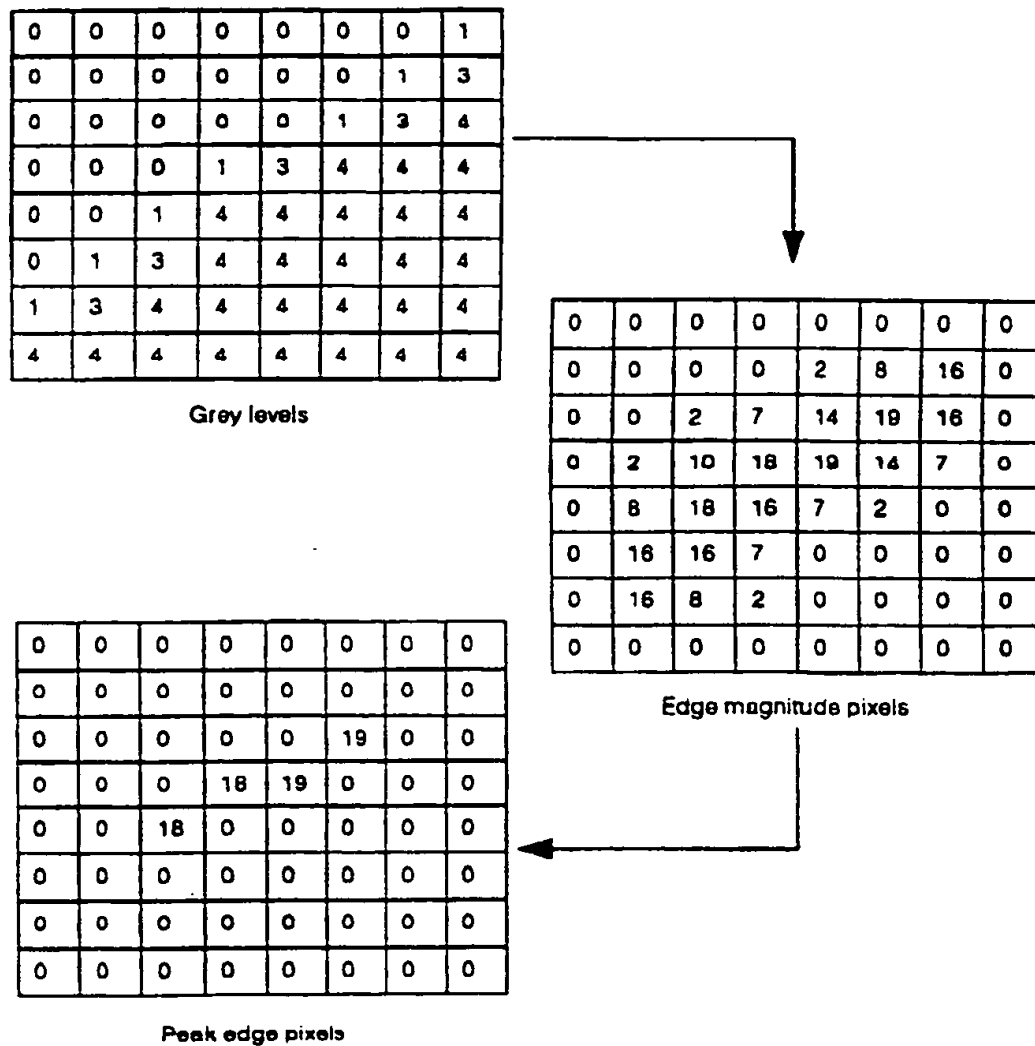 0 0 0 0 0 0 0 1
0 0 0 0 0 0 1 3
0 0 0 0 0 1 3 4
0 0 0 1 3 4 4 4
0 0 1 4 4 4 4 4
0 1 3 4 4 4 4 4
1 3 4 4 4 4 4 4
4 4 4 4 4 4 4 4
Grey levels
0 0 0 0 0 0 0 0
0 0 0 0 2 8 16 0
0 0 2 7 14 19 16 0
0 2 10 18 19 14 7 0
0 8 18 16 7 2 0 0
0 16 16 7 0 0 0 0
0 16 8 2 0 0 0 0
0 0 0 0 0 0 0 0
Edge magnitude pixels
0 0 0 0 0 0 0 0
0 0 0 0 0 0 0 0
0 0 0 0 0 19 0 0
0 0 0 18 19 0 0 0
0 0 18 0 0 0 0 0
0 0 0 0 0 0 0 0
0 0 0 0 0 0 0 0
0 0 0 0 0 0 0 0
Peak edge pixels